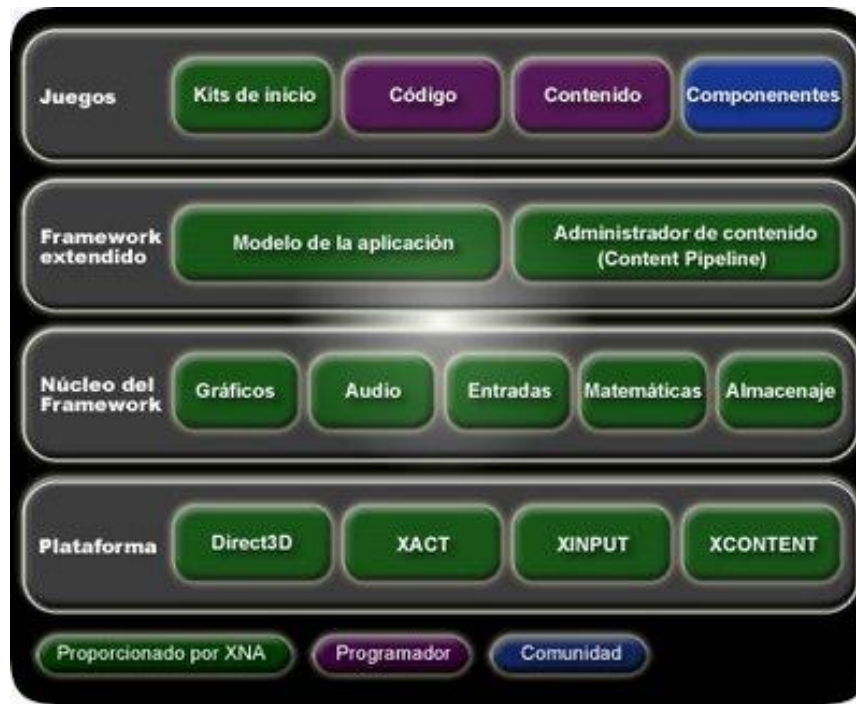 Juegos
Kits de inicio
Código
Contenido
Componenentes
Framework
extendido
Modelo de la aplicación
Administrador de contenido
(Content Pipeline)
Núcleo del
Framework
Gráficos
Audio
Entradas
Matemáticas
Almacenaje
Plataforma
Direct3D
XACT
XINPUT
XCONTENT
Proporcionado por XNA
Programador
Comunidad